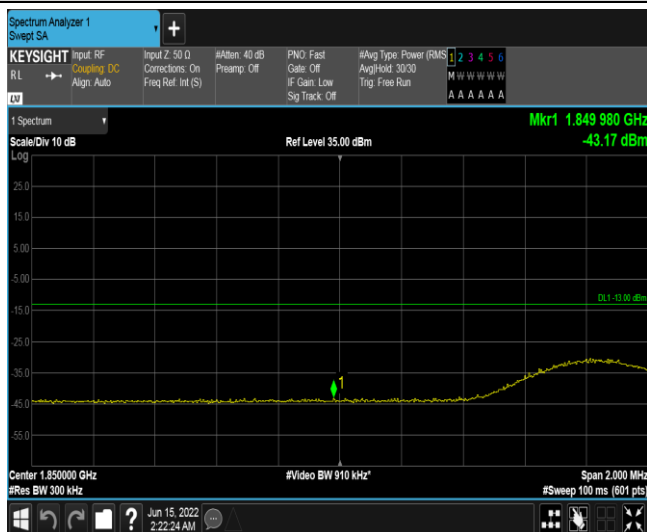 Spectrum Analyzer 1
Swept SA
KEYSIGHT Input: RF Input Z: 50 Ω #Atten: 40 dB PNO: Fast #Avg Type: Power (RMS 1 2 3 4 5 6
RL Coupling: DC Corrections: On Preamp: Off Gate: Off Avg|Hold: 30/30 M W W W W W
Align: Auto Freq Ref: Int (S) IF Gain: Low Trig: Free Run
LXI Sig Track: Off A A A A A A
1 Spectrum Mkr1 1.849 980 GHz
Scale/Div 10 dB Ref Level 35.00 dBm -43.17 dBm
Log
25.0
15.0
5.00
-5.00
DL1 -13.00 dBm
-15.0
-25.0
-35.0
1
-45.0
-55.0
Center 1.850000 GHz #Video BW 910 kHz* Span 2.000 MHz
#Res BW 300 kHz #Sweep 100 ms (601 pts)
? Jun 15, 2022
2:22:24 AM